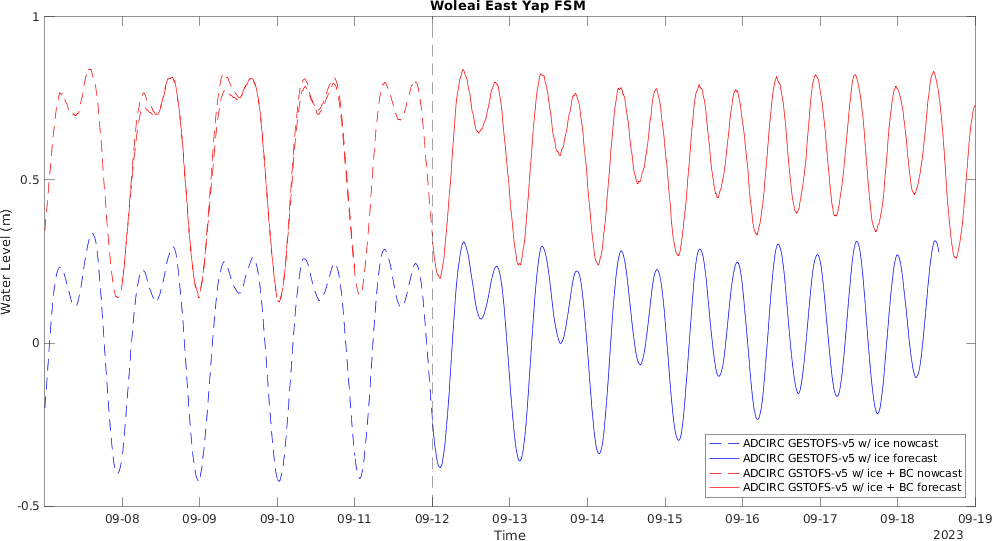 Woleai East Yap FSM
1
0.5
0
-0.5
Water Level (m)
09-08 09-09 09-10 09-11 09-12 09-13 09-14 09-15 09-16 09-17 09-18 09-19
Time
2023
ADCIRC GESTOFS-v5 w/ ice nowcast
ADCIRC GESTOFS-v5 w/ ice forecast
ADCIRC GSTOFS-v5 w/ ice + BC nowcast
ADCIRC GSTOFS-v5 w/ ice + BC forecast